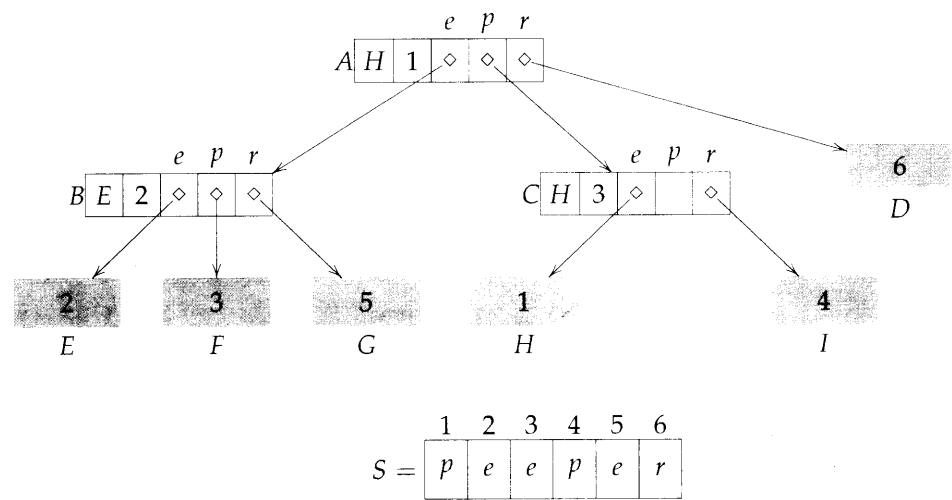 e p r
A H 1
6
D
e p r
B E 2
e p r
C H 3
2 3 5 1 4
E F G H I
1 2 3 4 5 6
S = p e e p e r